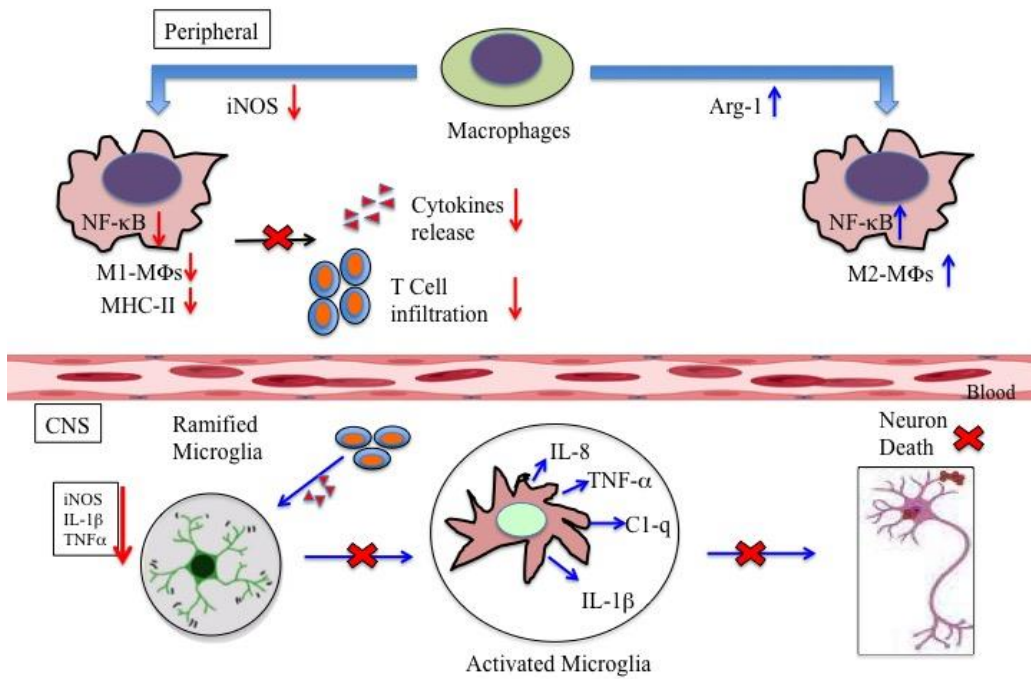 Peripheral
iNOS
Macrophages
Arg-1
NF-κB
M1-MΦs
MHC-II
Cytokines
release
T Cell
infiltration
NF-κB
M2-MΦs
Blood
CNS
Ramified
Microglia
iNOS
IL-1β
TNFα
IL-8
TNF-α
C1-q
IL-1β
Activated Microglia
Neuron
Death